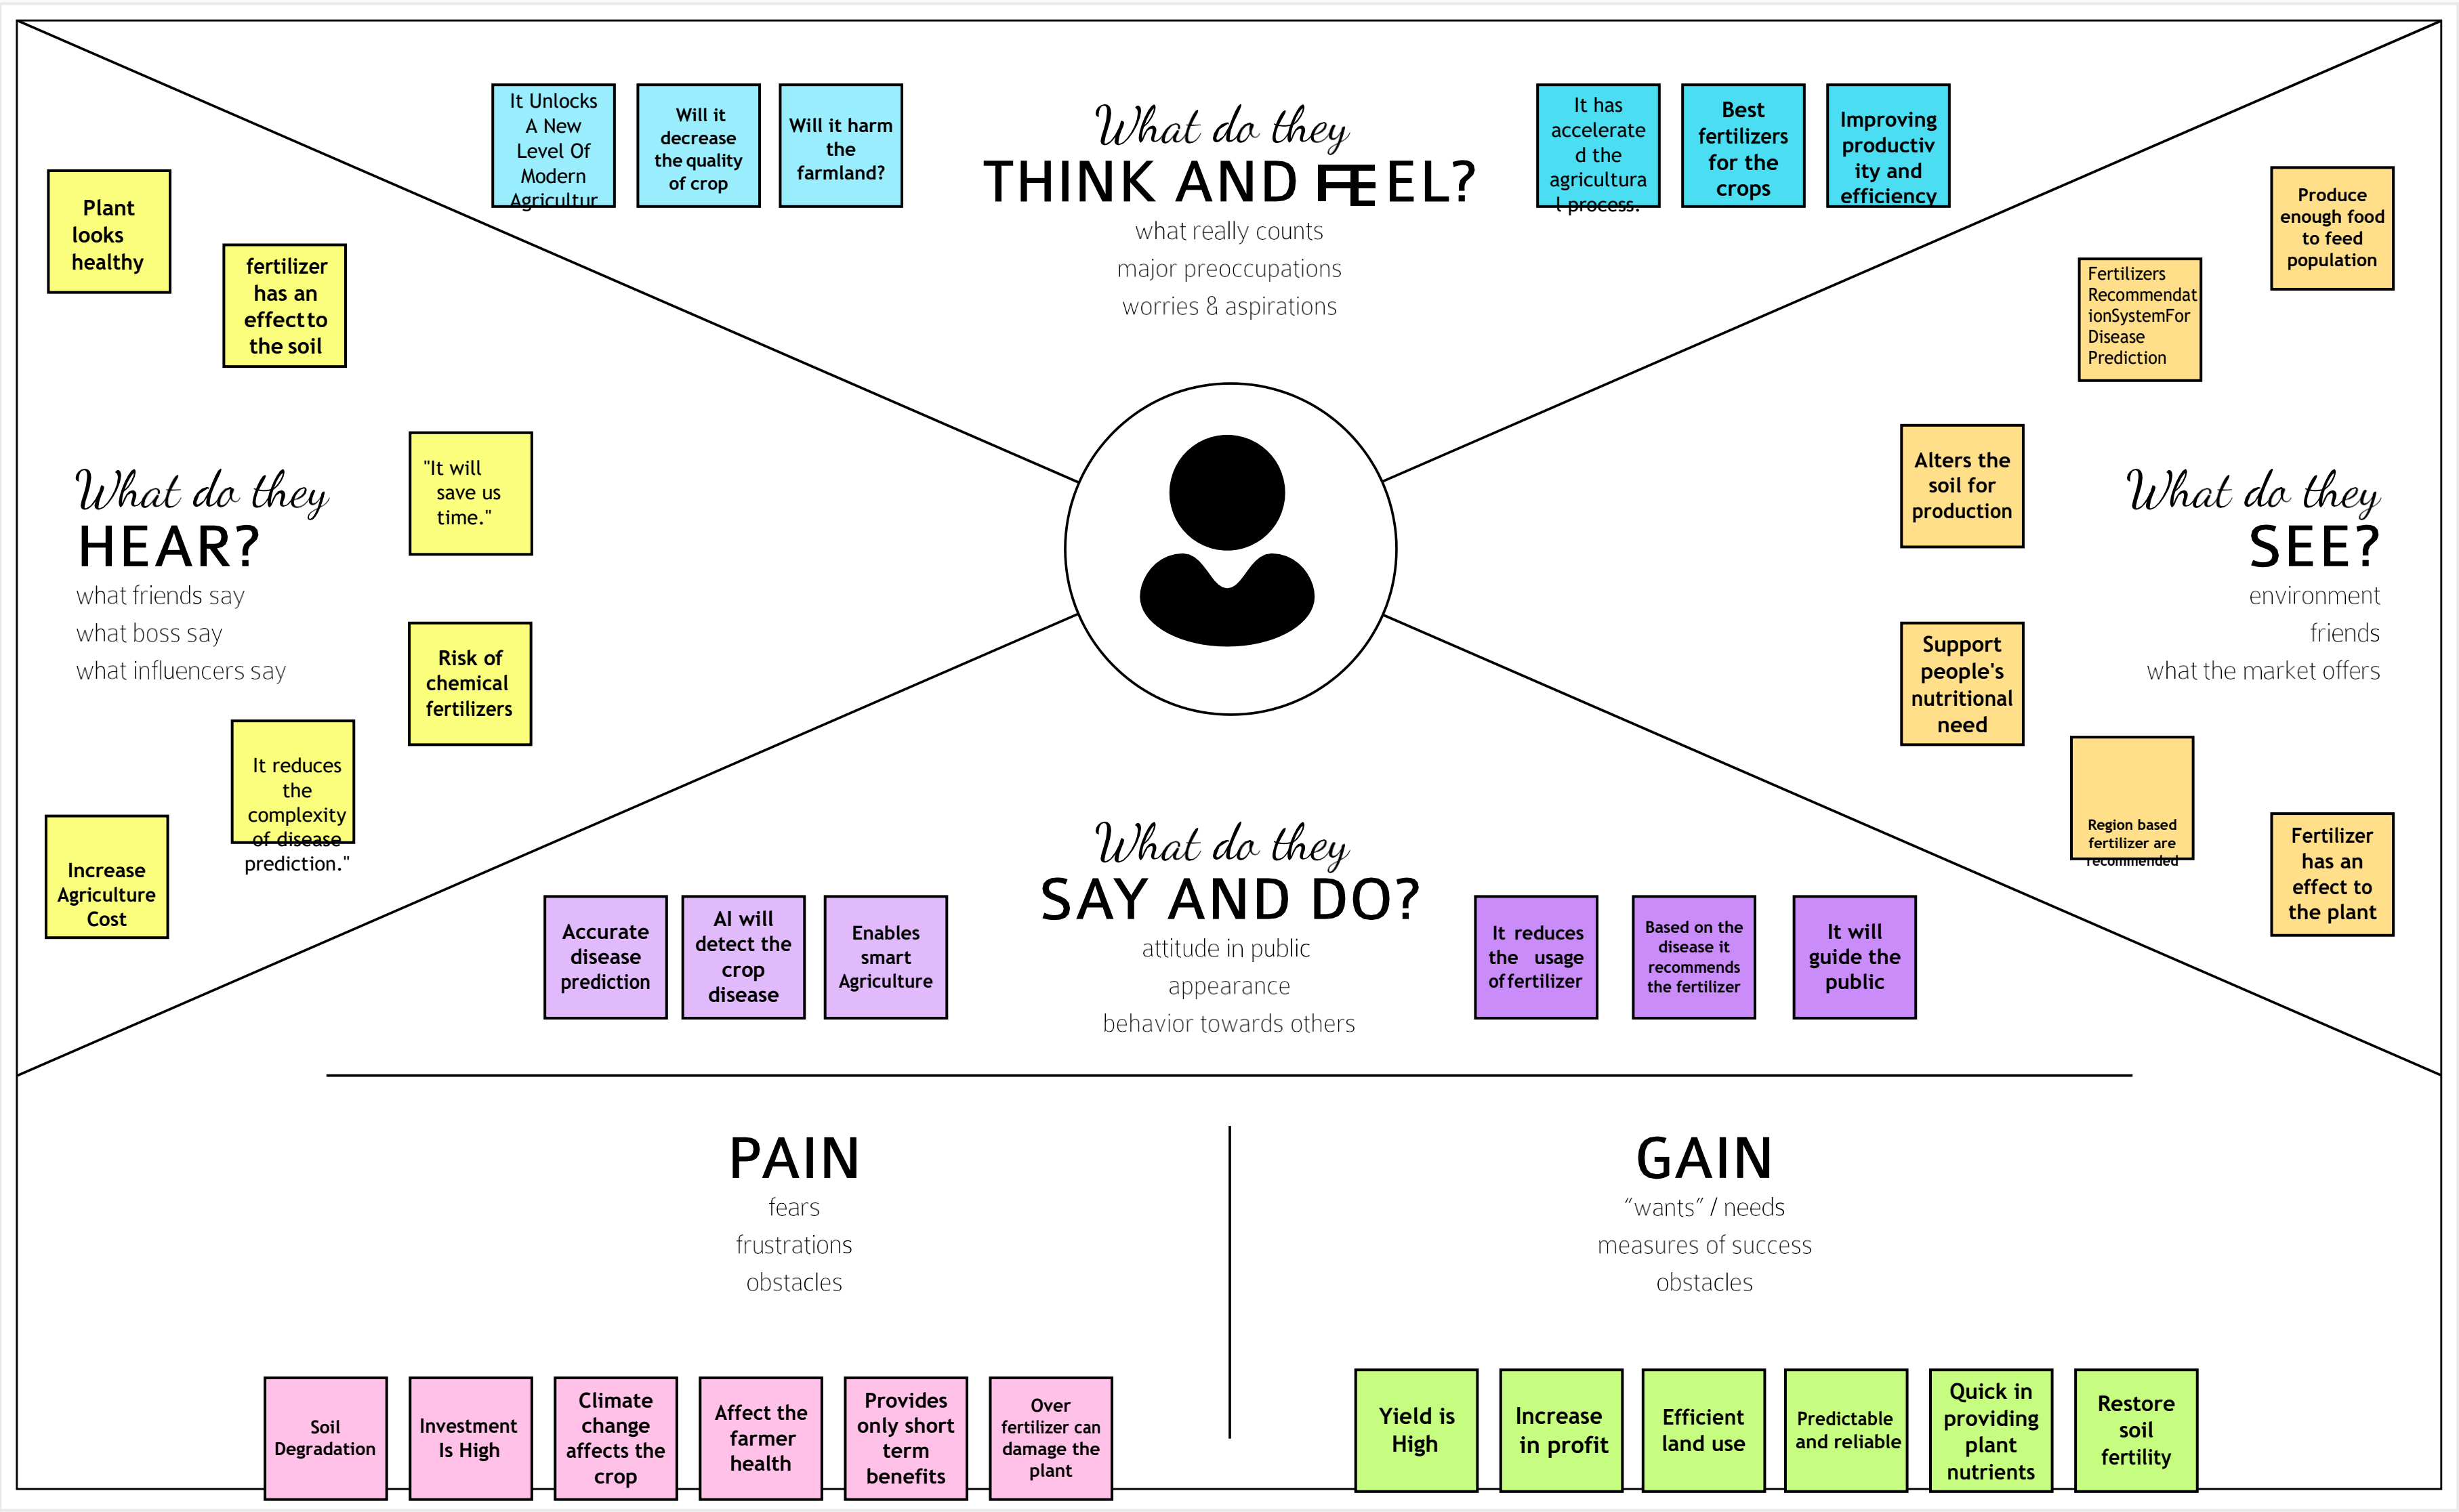 It Unlocks
A New
Level Of
Modern
Agricultur
Will it
decrease
the quality
of crop
Will it harm
the
farmland?
What do they
THINK AND FEEL?
what really counts
major preoccupations
worries & aspirations
It has
accelerate
d the
agricultura
l process.
Best
fertilizers
for the
crops
Improving
productiv
ity and
efficiency
Plant
looks
healthy
fertilizer
has an
effect to
the soil
"It will
save us
time."
What do they
HEAR?
what friends say
what boss say
what influencers say
Risk of
chemical
fertilizers
It reduces
the
complexity
of disease
prediction."
Increase
Agriculture
Cost
Produce
enough food
to feed
population
Fertilizers
Recommendat
ionSystemFor
Disease
Prediction
Alters the
soil for
production
What do they
SEE?
environment
friends
what the market offers
Support
people's
nutritional
need
Region based
fertilizer are
recommended
Fertilizer
has an
effect to
the plant
What do they
SAY AND DO?
attitude in public
appearance
behavior towards others
Accurate
disease
prediction
AI will
detect the
crop
disease
Enables
smart
Agriculture
It reduces
the usage
of fertilizer
Based on the
disease it
recommends
the fertilizer
It will
guide the
public
PAIN
fears
frustrations
obstacles
Soil
Degradation
Investment
Is High
Climate
change
affects the
crop
Affect the
farmer
health
Provides
only short
term
benefits
Over
fertilizer can
damage the
plant
GAIN
“wants” / needs
measures of success
obstacles
Yield is
High
Increase
in profit
Efficient
land use
Predictable
and reliable
Quick in
providing
plant
nutrients
Restore
soil
fertility